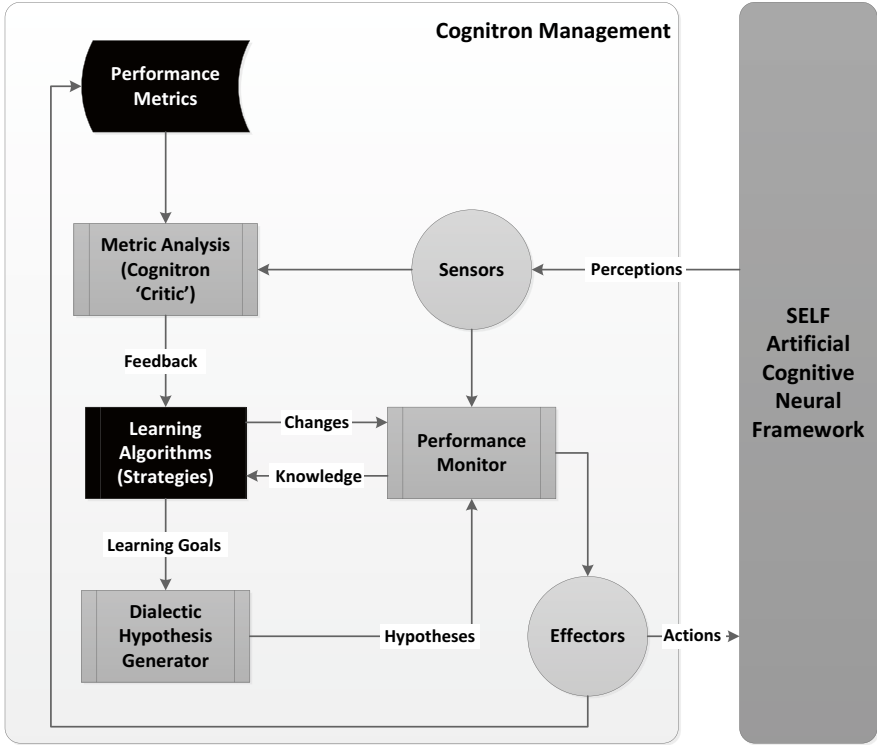 Cognitron Management
Performance
Metrics
Metric Analysis
(Cognitron
‘Critic’)
Sensors
Perceptions
SELF
Artificial
Cognitive
Neural
Framework
Feedback
Learning
Algorithms
(Strategies)
Changes
Knowledge
Performance
Monitor
Learning Goals
Dialectic
Hypothesis
Generator
Hypotheses
Effectors
Actions